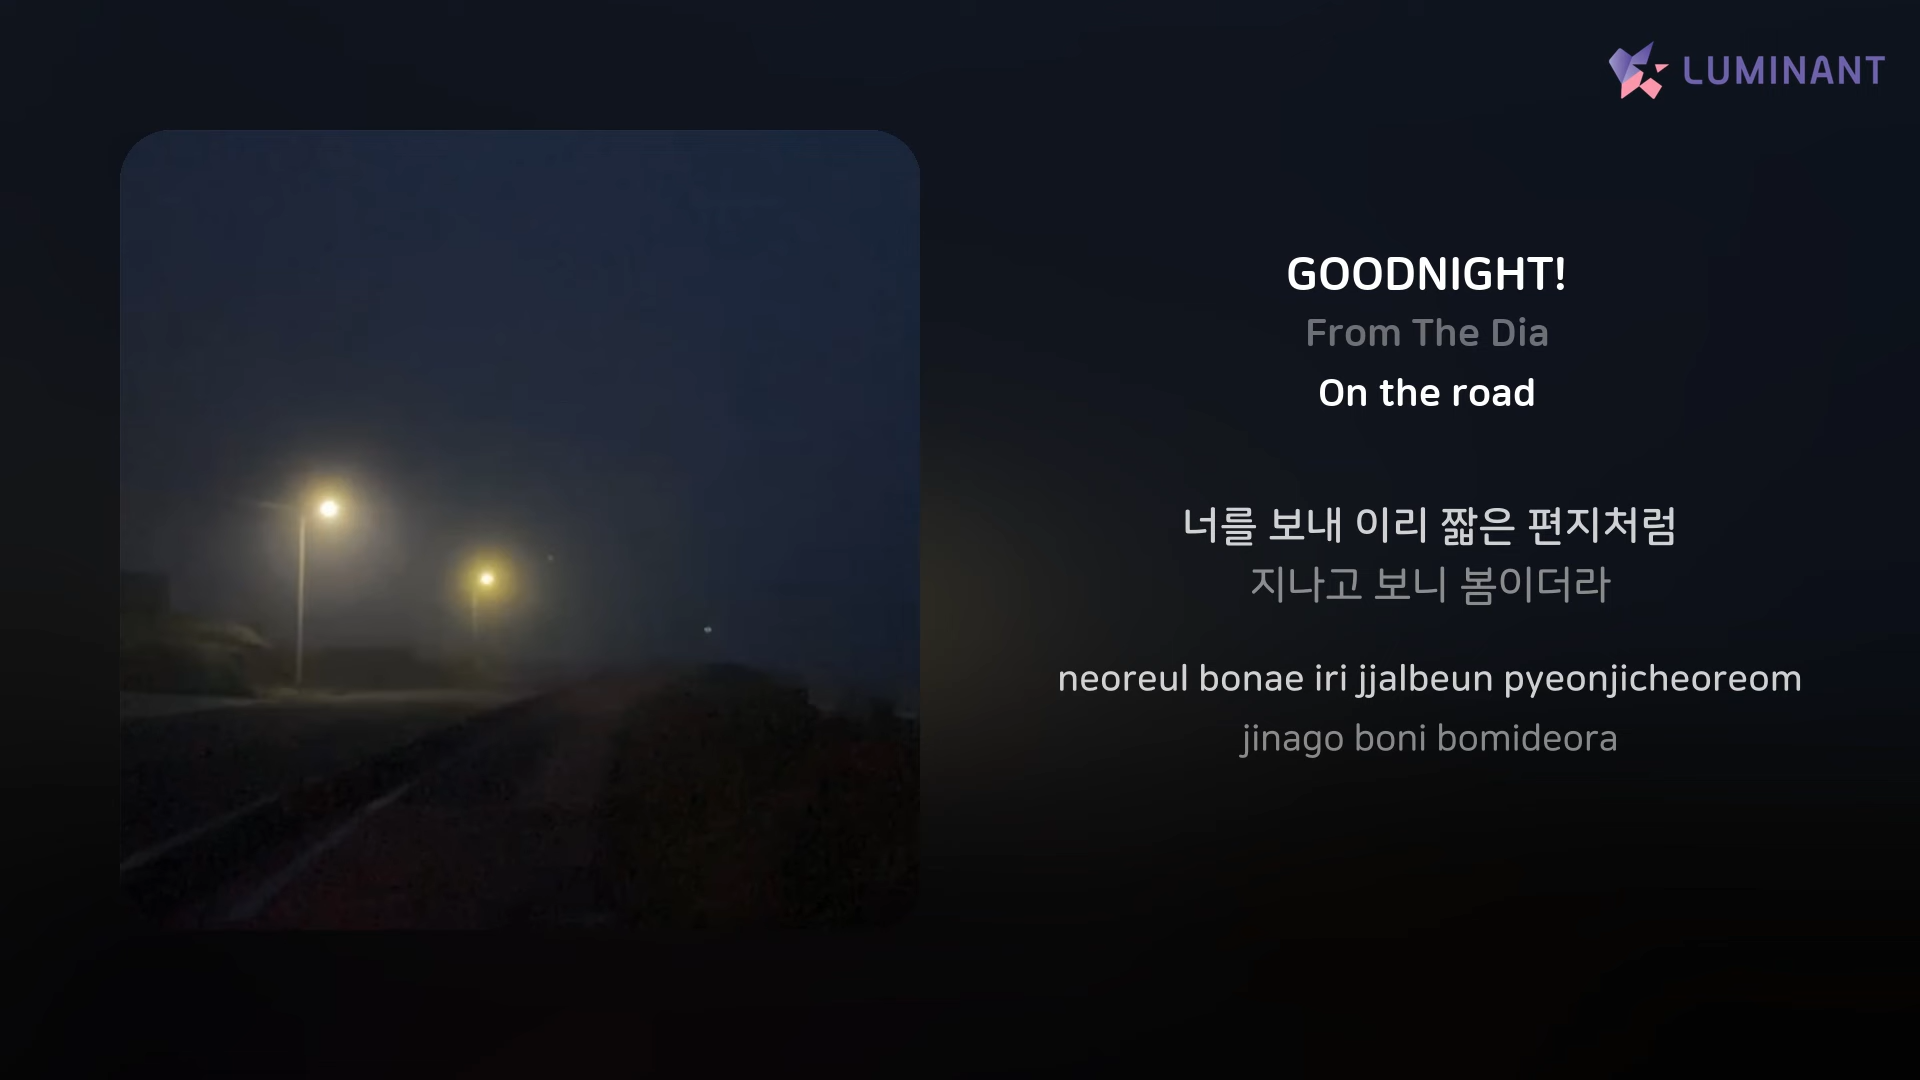 LUMINANT
GOODNIGHT!
From The Dia
On the road
너를 보내 이리 짧은 편지처럼
지나고 보니 봄이더라
neoreul bonae iri jjalbeun pyeonjicheoreom
jinago boni bomideora